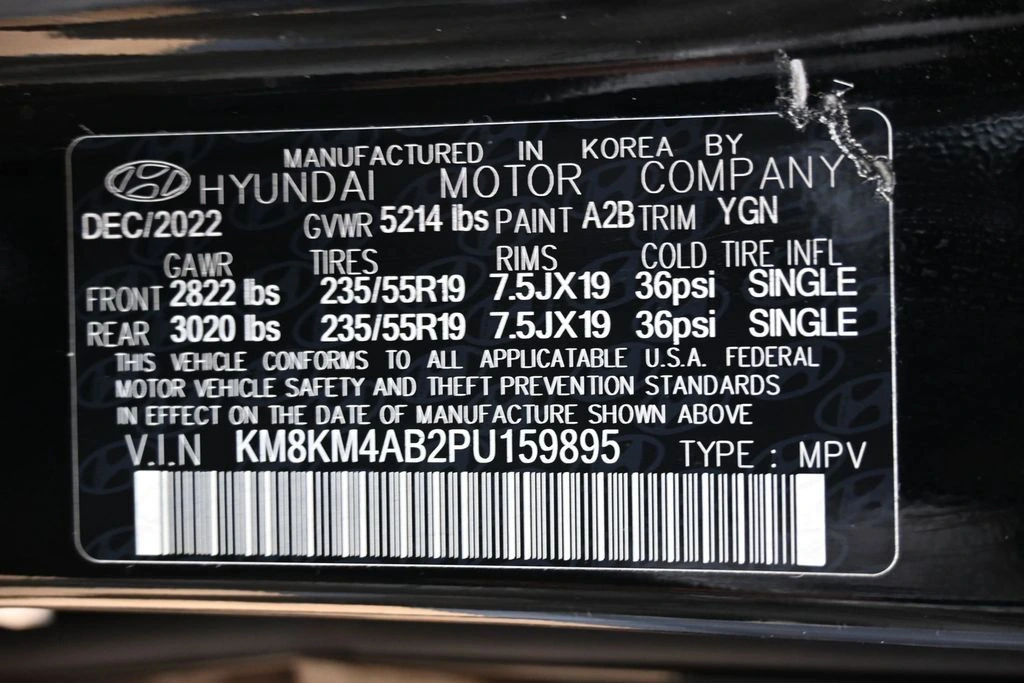 MANUFACTURED IN KOREA BY
HYUNDAI MOTOR COMPANY
DEC/2022 GVWR 5214 lbs PAINT A2B TRIM YGN
GAWR TIRES RIMS COLD TIRE INFL
FRONT 2822 lbs 235/55R19 7.5JX19 36psi SINGLE
REAR 3020 lbs 235/55R19 7.5JX19 36psi SINGLE
THIS VEHICLE CONFORMS TO ALL APPLICATABLE U.S.A. FEDERAL
MOTOR VEHICLE SAFETY AND THEFT PREVENTION STANDARDS
IN EFFECT ON THE DATE OF MANUFACTURE SHOWN ABOVE
V.I.N KM8KM4AB2PU159895 TYPE : MPV